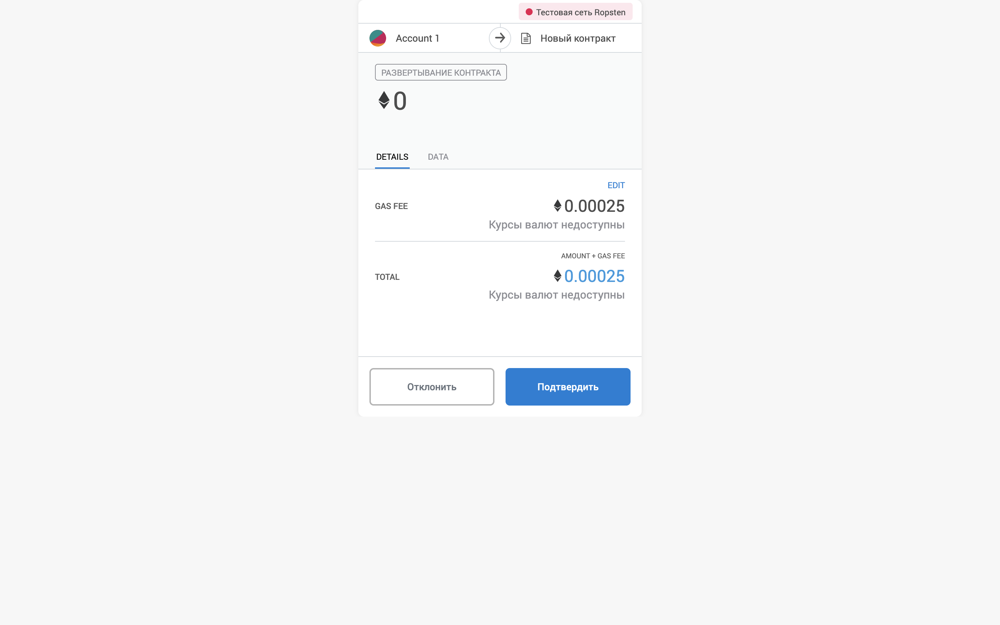 Тестовая сеть Ropsten
Account 1
Новый контракт
РАЗВЕРТЫВАНИЕ КОНТРАКТА
0
DETAILS
DATA
EDIT
GAS FEE
0.00025
Курсы валют недоступны
AMOUNT + GAS FEE
TOTAL
0.00025
Курсы валют недоступны
Отклонить
Подтвердить